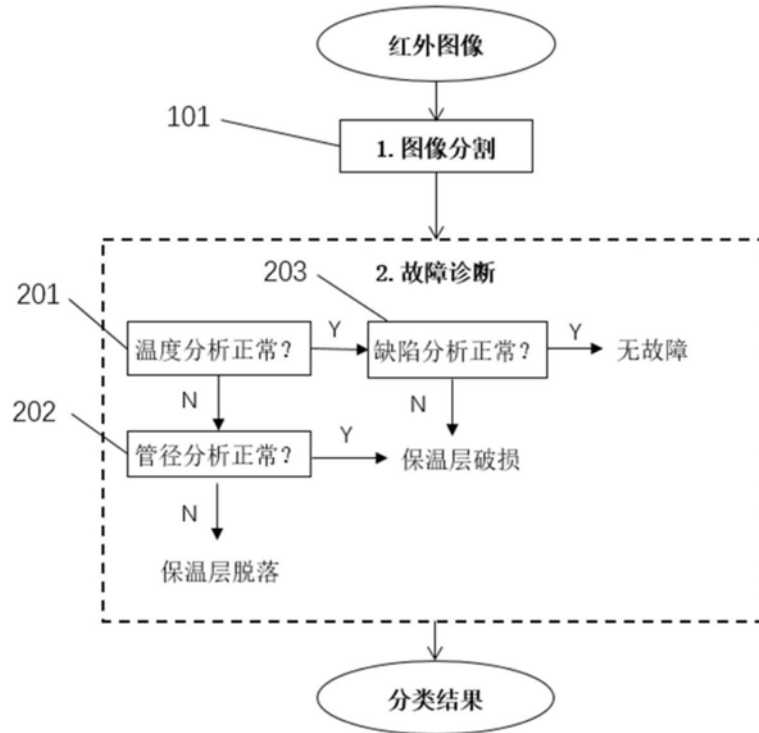 红外图像
101
1. 图像分割
203
2. 故障诊断
201
温度分析正常?
Y
缺陷分析正常?
Y
无故障
N
N
202
管径分析正常?
Y
保温层破损
N
保温层脱落
分类结果